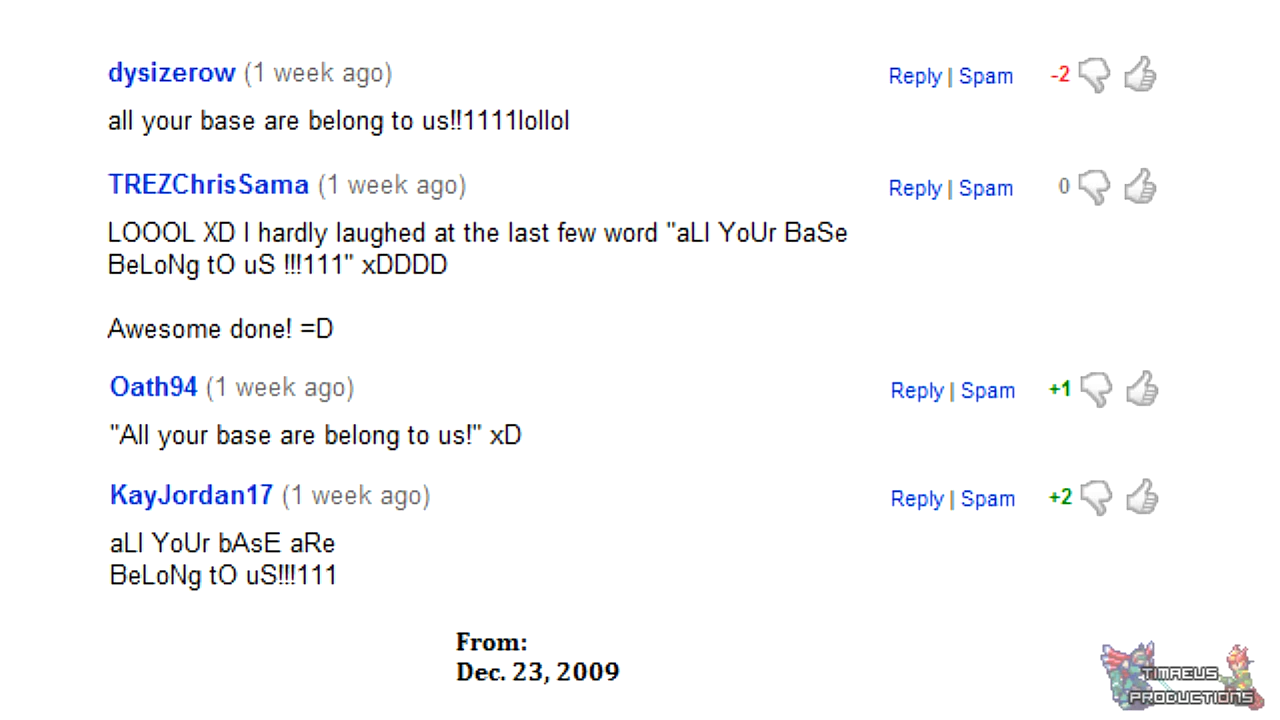 dysizerow (1 week ago) Reply | Spam -2
all your base are belong to us!!1111lollol
TREZChrisSama (1 week ago) Reply | Spam 0
LOOOL XD I hardly laughed at the last few word "aLl YoUr BaSe
BeLoNg tO uS !!!111" xDDDD
Awesome done! =D
Oath94 (1 week ago) Reply | Spam +1
"All your base are belong to us!" xD
KayJordan17 (1 week ago) Reply | Spam +2
aLl YoUr bAsE aRe
BeLoNg tO uS!!!111
From:
Dec. 23, 2009
TIMAEUS
PRODUCTIONS